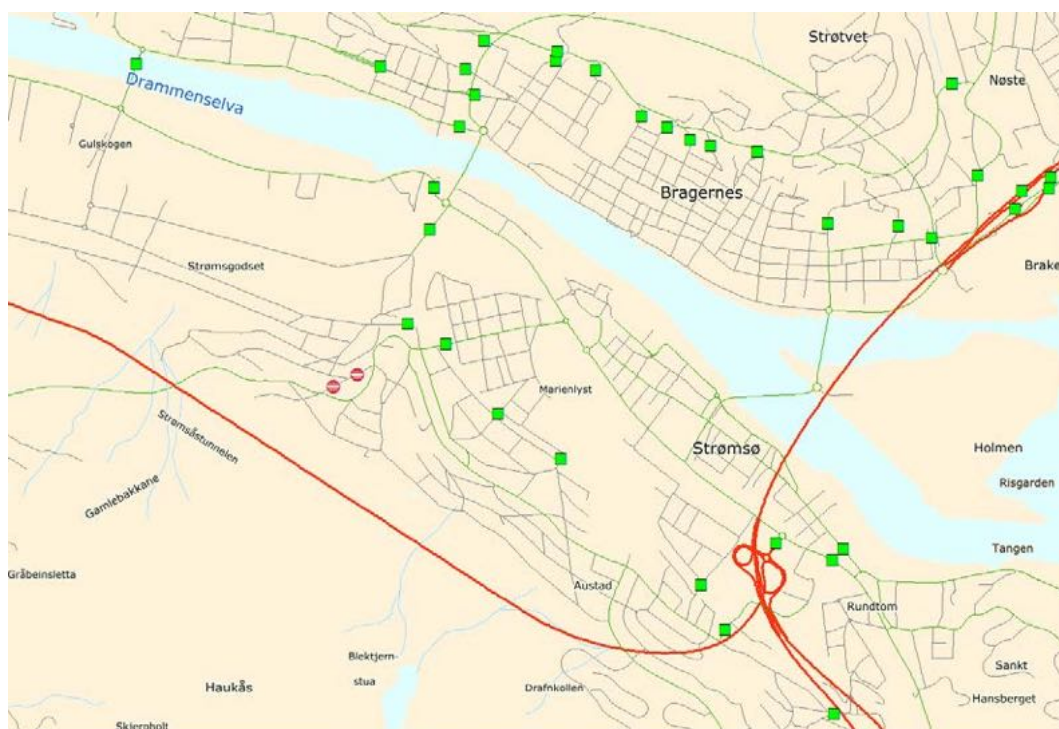 Strøtvet
Nøste
Drammenselva
Gulskogen
Bragernes
Strømsgodset
Brake
Marienlyst
Strømsåstunnelen
Strømsø
Holmen
Gamlebakkane
Risgarden
Tangen
Gråbeinsletta
Austad
Rundtom
Blektjern-
stua
Sankt
Haukås
Drafnkollen
Hansberget
Skjerpholt